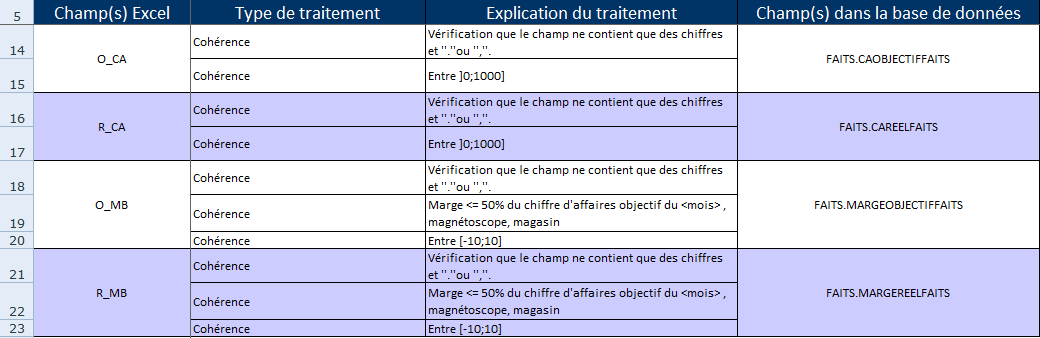 5 Champ(s) Excel Type de traitement Explication du traitement Champ(s) dans la base de données
14 Cohérence Vérification que le champ ne contient que des chiffres
et "."ou ",".
O_CA FAITS.CAOBJECTIFFAITS
15 Cohérence Entre ]0;1000]
16 Cohérence Vérification que le champ ne contient que des chiffres
et "."ou ",".
R_CA FAITS.CAREELFAITS
17 Cohérence Entre ]0;1000]
18 Cohérence Vérification que le champ ne contient que des chiffres
et "."ou ",".
O_MB FAITS.MARGEOBJECTIFFAITS
19 Cohérence Marge <= 50% du chiffre d'affaires objectif du <mois> ,
magnétoscope, magasin
20 Cohérence Entre [-10;10]
21 Cohérence Vérification que le champ ne contient que des chiffres
et "."ou ",".
R_MB FAITS.MARGEREELFAITS
22 Cohérence Marge <= 50% du chiffre d'affaires objectif du <mois> ,
magnétoscope, magasin
23 Cohérence Entre [-10;10]